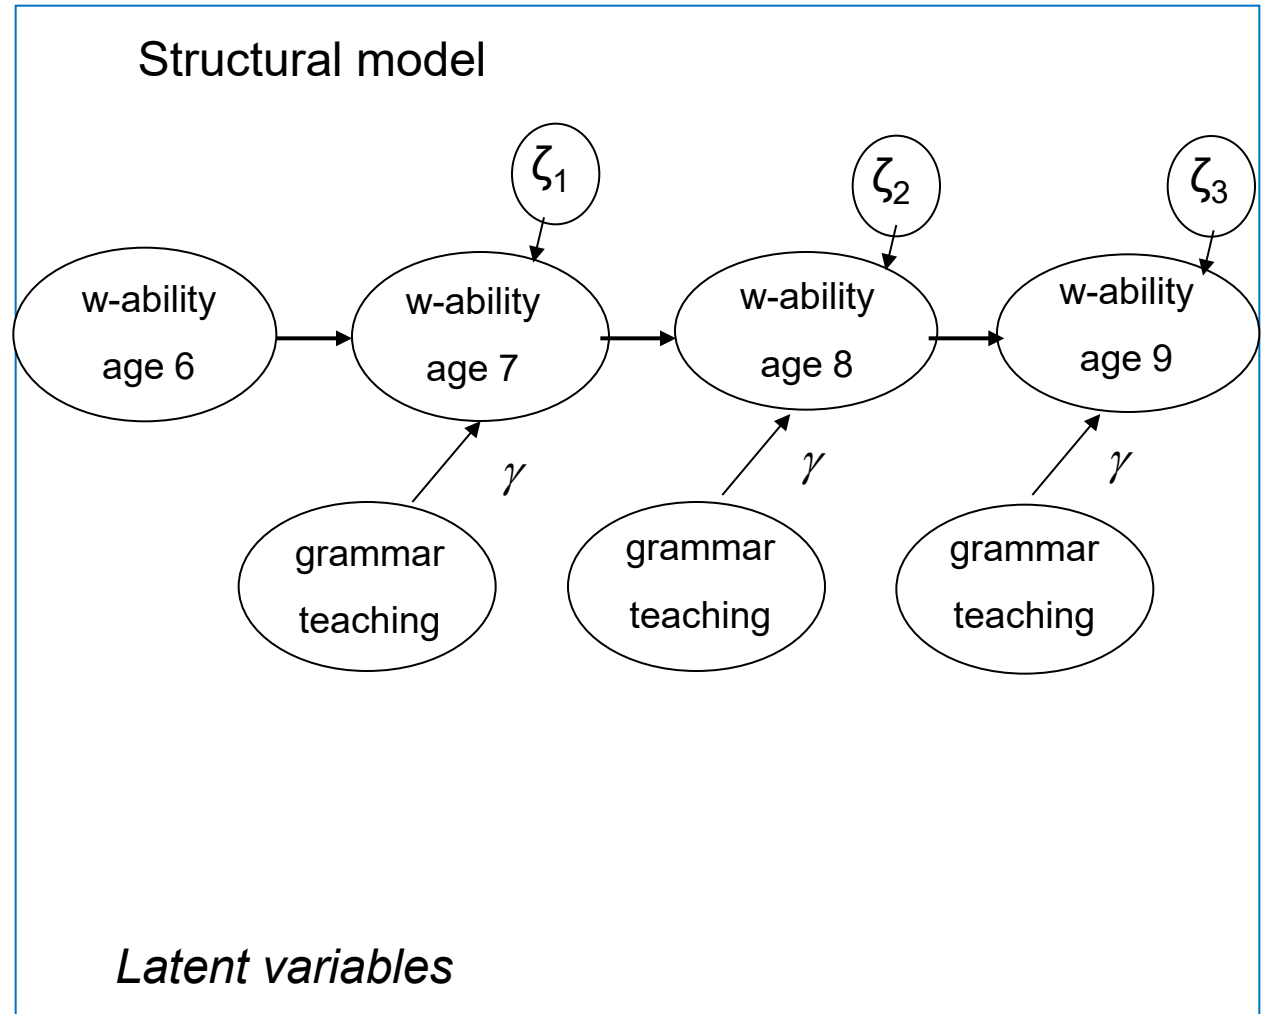 Structural model
ζ1
ζ2
ζ3
w-ability
age 6
w-ability
age 7
w-ability
age 8
w-ability
age 9
γ
γ
γ
grammar
teaching
grammar
teaching
grammar
teaching
Latent variables